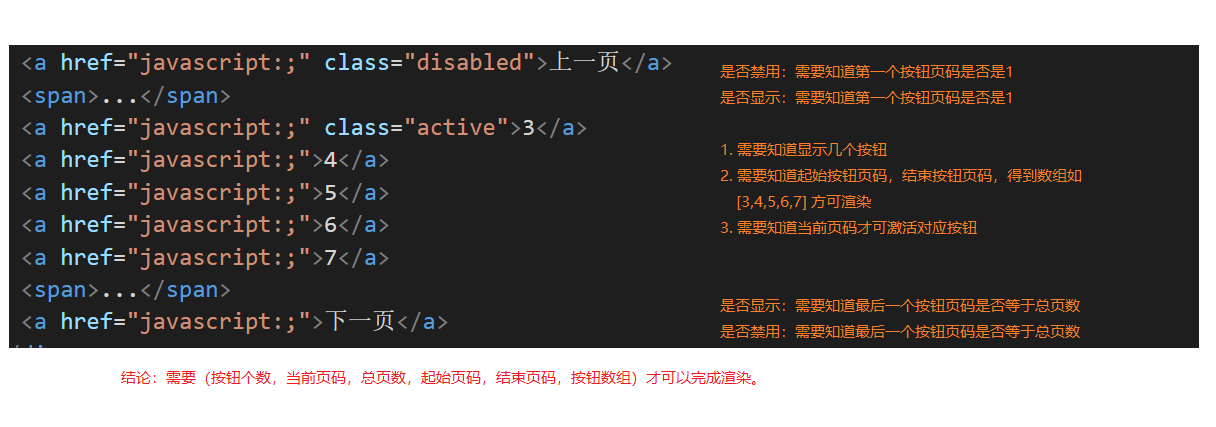 <a href="javascript:;" class="disabled">上一页</a>
是否禁用：需要知道第一个按钮页码是否是1
<span>...</span>
是否显示：需要知道第一个按钮页码是否是1
<a href="javascript:;" class="active">3</a>
<a href="javascript:;">4</a>
1. 需要知道显示几个按钮
<a href="javascript:;">5</a>
2. 需要知道起始按钮页码，结束按钮页码，得到数组如
[3,4,5,6,7] 方可渲染
<a href="javascript:;">6</a>
3. 需要知道当前页码才可激活对应按钮
<a href="javascript:;">7</a>
<span>...</span>
是否显示：需要知道最后一个按钮页码是否等于总页数
<a href="javascript:;">下一页</a>
是否禁用：需要知道最后一个按钮页码是否等于总页数
结论：需要（按钮个数，当前页码，总页数，起始页码，结束页码，按钮数组）才可以完成渲染。